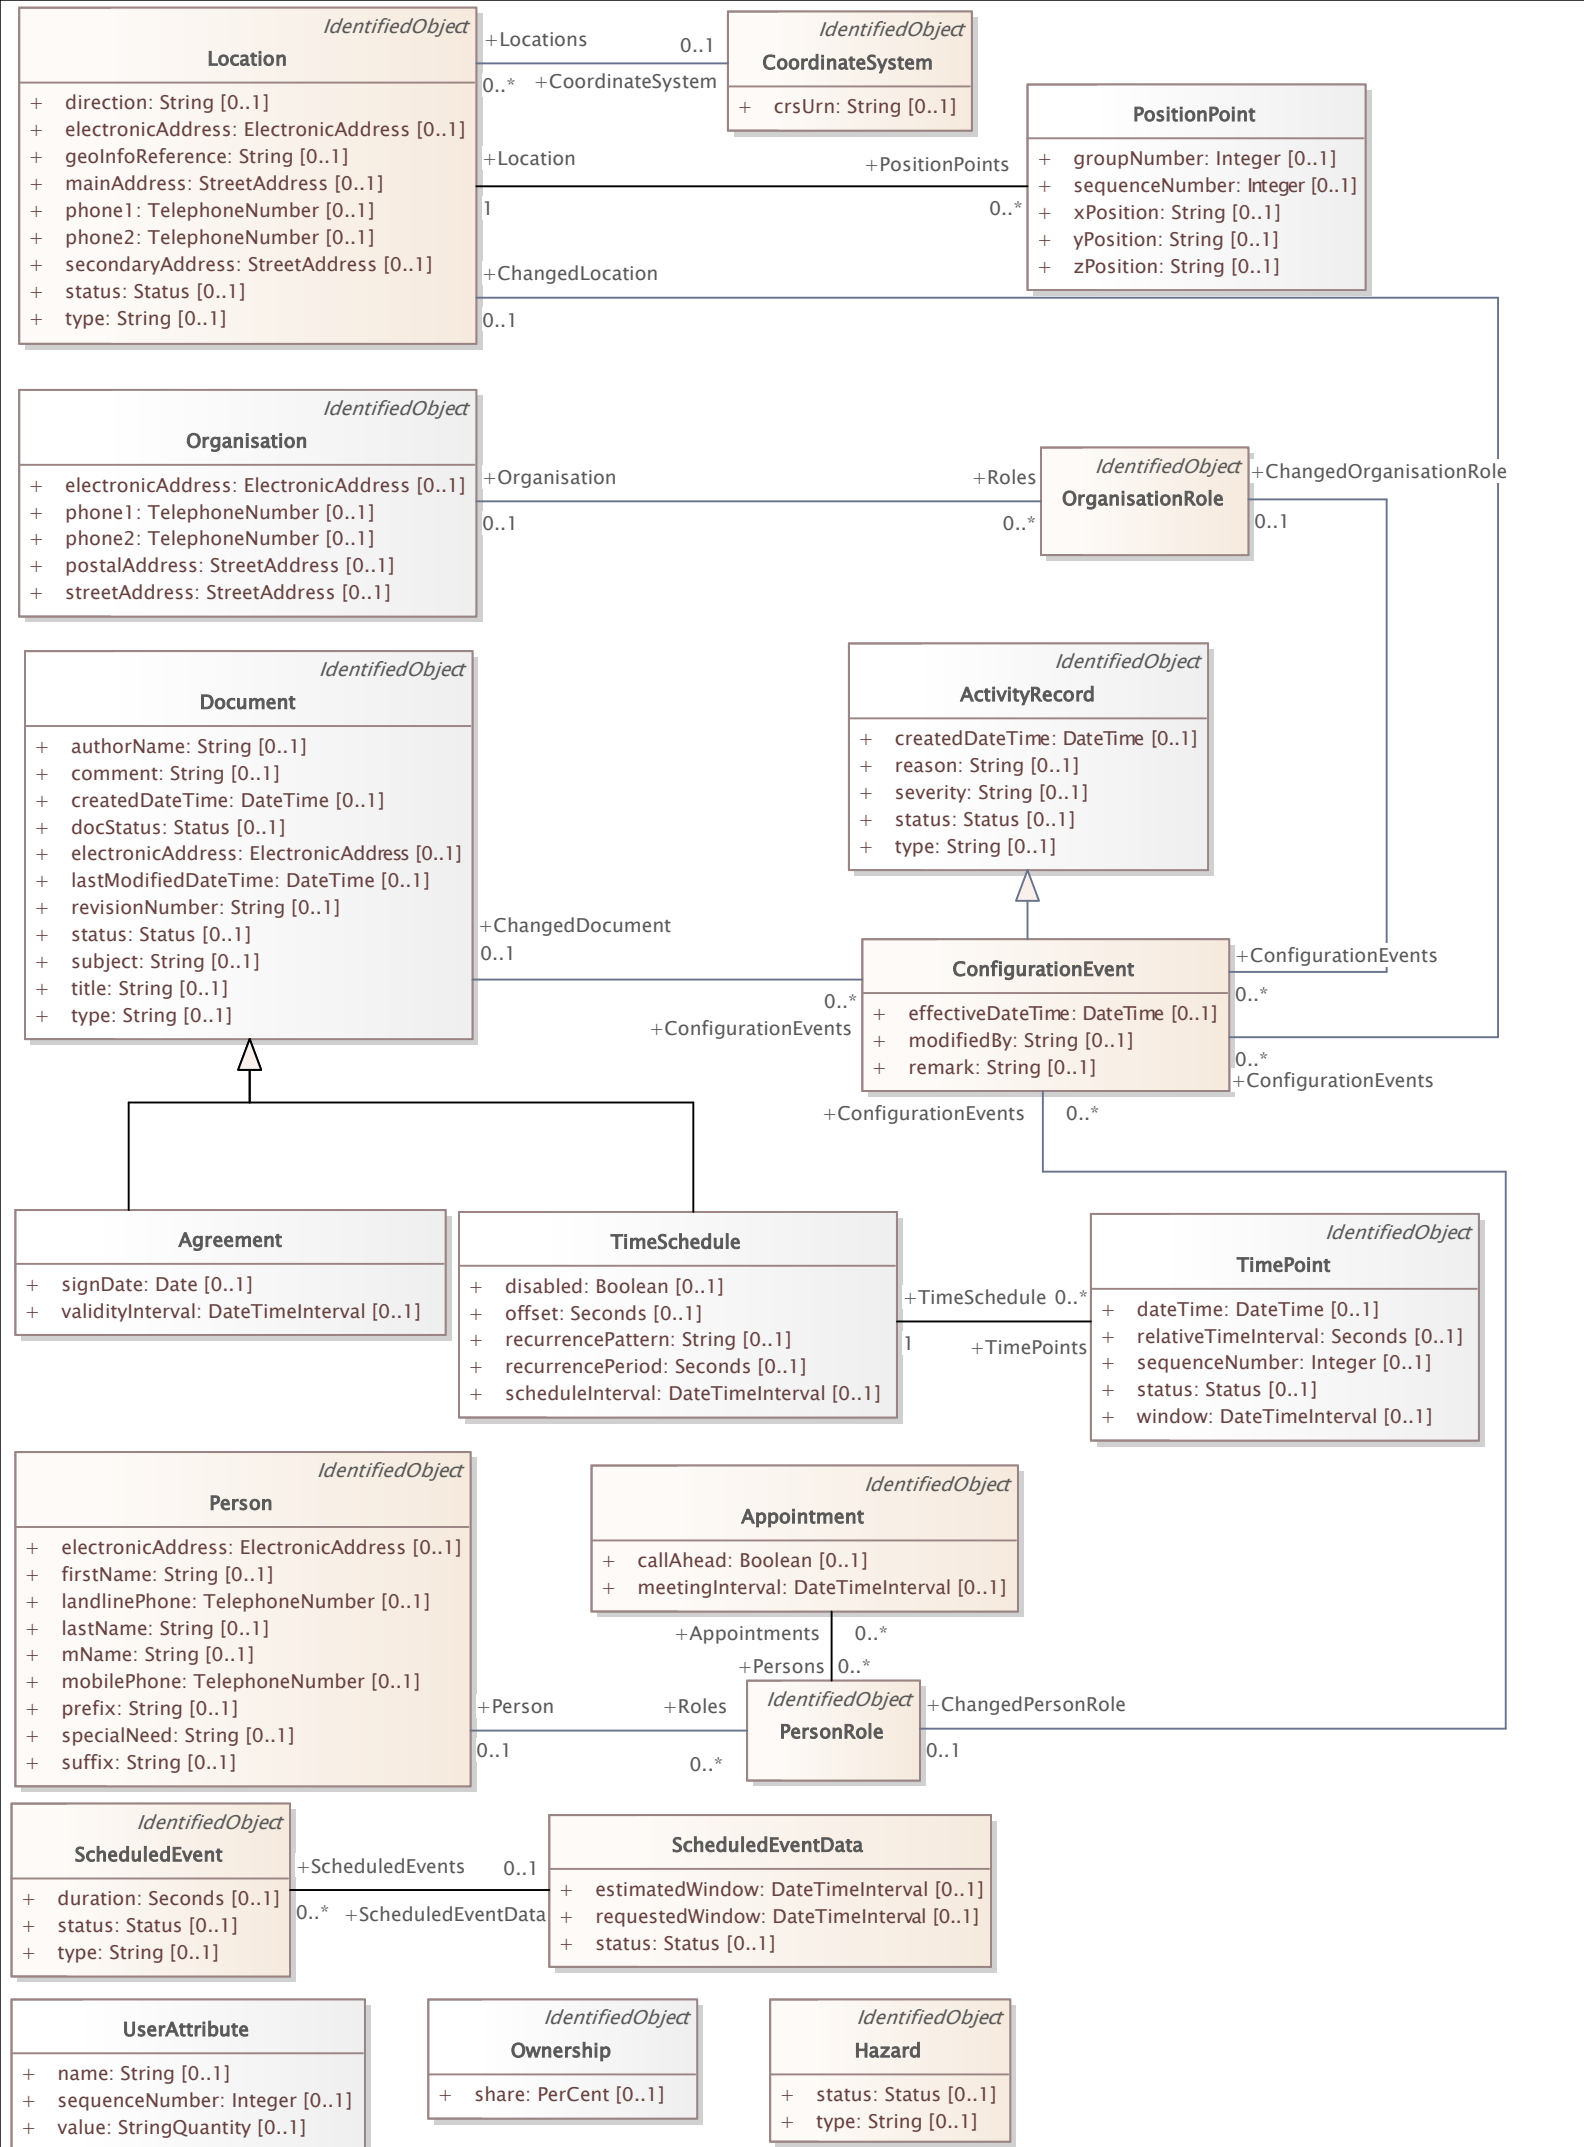 IdentifiedObject
Location
+ direction: String [0..1]
+ electronicAddress: ElectronicAddress [0..1]
+ geoInfoReference: String [0..1]
+ mainAddress: StreetAddress [0..1]
+ phone1: TelephoneNumber [0..1]
+ phone2: TelephoneNumber [0..1]
+ secondaryAddress: StreetAddress [0..1]
+ status: Status [0..1]
+ type: String [0..1]
+Locations
0..1
0..*
+CoordinateSystem
IdentifiedObject
CoordinateSystem
+ crsUrn: String [0..1]
+Location
+PositionPoints
1
0..*
PositionPoint
+ groupNumber: Integer [0..1]
+ sequenceNumber: Integer [0..1]
+ xPosition: String [0..1]
+ yPosition: String [0..1]
+ zPosition: String [0..1]
+ChangedLocation
0..1
IdentifiedObject
Organisation
+ electronicAddress: ElectronicAddress [0..1]
+ phone1: TelephoneNumber [0..1]
+ phone2: TelephoneNumber [0..1]
+ postalAddress: StreetAddress [0..1]
+ streetAddress: StreetAddress [0..1]
+Organisation
+Roles
0..1
0..*
IdentifiedObject
OrganisationRole
+ChangedOrganisationRole
0..1
IdentifiedObject
Document
+ authorName: String [0..1]
+ comment: String [0..1]
+ createdDateTime: DateTime [0..1]
+ docStatus: Status [0..1]
+ electronicAddress: ElectronicAddress [0..1]
+ lastModifiedDateTime: DateTime [0..1]
+ revisionNumber: String [0..1]
+ status: Status [0..1]
+ subject: String [0..1]
+ title: String [0..1]
+ type: String [0..1]
IdentifiedObject
ActivityRecord
+ createdDateTime: DateTime [0..1]
+ reason: String [0..1]
+ severity: String [0..1]
+ status: Status [0..1]
+ type: String [0..1]
+ChangedDocument
0..1
0..*
+ConfigurationEvents
ConfigurationEvent
+ effectiveDateTime: DateTime [0..1]
+ modifiedBy: String [0..1]
+ remark: String [0..1]
+ConfigurationEvents
0..*
0..*
+ConfigurationEvents
+ConfigurationEvents
0..*
Agreement
+ signDate: Date [0..1]
+ validityInterval: DateTimeInterval [0..1]
TimeSchedule
+ disabled: Boolean [0..1]
+ offset: Seconds [0..1]
+ recurrencePattern: String [0..1]
+ recurrencePeriod: Seconds [0..1]
+ scheduleInterval: DateTimeInterval [0..1]
+TimeSchedule 0..*
1
+TimePoints
IdentifiedObject
TimePoint
+ dateTime: DateTime [0..1]
+ relativeTimeInterval: Seconds [0..1]
+ sequenceNumber: Integer [0..1]
+ status: Status [0..1]
+ window: DateTimeInterval [0..1]
IdentifiedObject
Person
+ electronicAddress: ElectronicAddress [0..1]
+ firstName: String [0..1]
+ landlinePhone: TelephoneNumber [0..1]
+ lastName: String [0..1]
+ mName: String [0..1]
+ mobilePhone: TelephoneNumber [0..1]
+ prefix: String [0..1]
+ specialNeed: String [0..1]
+ suffix: String [0..1]
IdentifiedObject
Appointment
+ callAhead: Boolean [0..1]
+ meetingInterval: DateTimeInterval [0..1]
+Appointments
0..*
+Persons
0..*
+Person
+Roles
0..1
0..*
IdentifiedObject
PersonRole
+ChangedPersonRole
0..1
IdentifiedObject
ScheduledEvent
+ duration: Seconds [0..1]
+ status: Status [0..1]
+ type: String [0..1]
+ScheduledEvents
0..1
0..*
+ScheduledEventData
ScheduledEventData
+ estimatedWindow: DateTimeInterval [0..1]
+ requestedWindow: DateTimeInterval [0..1]
+ status: Status [0..1]
UserAttribute
+ name: String [0..1]
+ sequenceNumber: Integer [0..1]
+ value: StringQuantity [0..1]
IdentifiedObject
Ownership
+ share: PerCent [0..1]
IdentifiedObject
Hazard
+ status: Status [0..1]
+ type: String [0..1]